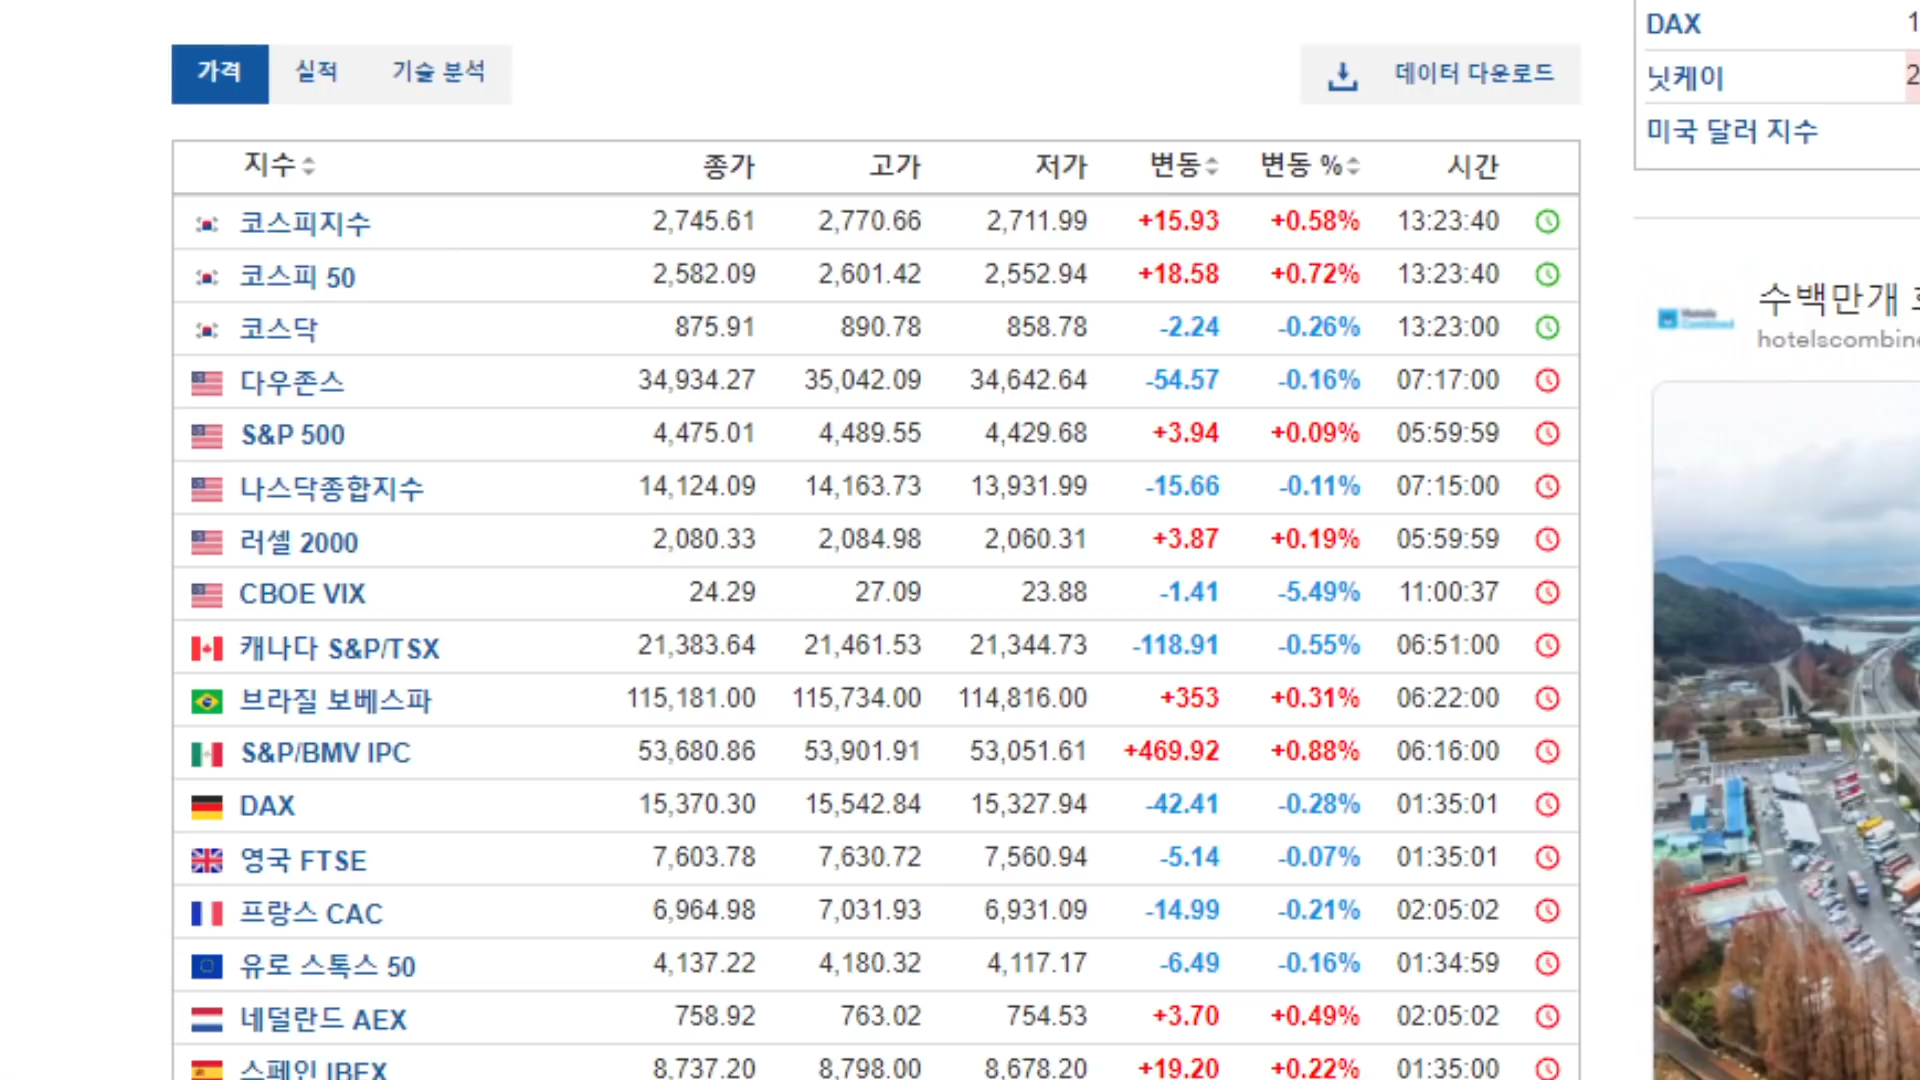 가격 실적 기술 분석 데이터 다운로드
지수 종가 고가 저가 변동 변동 % 시간
코스피지수 2,745.61 2,770.66 2,711.99 +15.93 +0.58% 13:23:40
코스피 50 2,582.09 2,601.42 2,552.94 +18.58 +0.72% 13:23:40
코스닥 875.91 890.78 858.78 -2.24 -0.26% 13:23:00
다우존스 34,934.27 35,042.09 34,642.64 -54.57 -0.16% 07:17:00
S&P 500 4,475.01 4,489.55 4,429.68 +3.94 +0.09% 05:59:59
나스닥종합지수 14,124.09 14,163.73 13,931.99 -15.66 -0.11% 07:15:00
러셀 2000 2,080.33 2,084.98 2,060.31 +3.87 +0.19% 05:59:59
CBOE VIX 24.29 27.09 23.88 -1.41 -5.49% 11:00:37
캐나다 S&P/TSX 21,383.64 21,461.53 21,344.73 -118.91 -0.55% 06:51:00
브라질 보베스파 115,181.00 115,734.00 114,816.00 +353 +0.31% 06:22:00
S&P/BMV IPC 53,680.86 53,901.91 53,051.61 +469.92 +0.88% 06:16:00
DAX 15,370.30 15,542.84 15,327.94 -42.41 -0.28% 01:35:01
영국 FTSE 7,603.78 7,630.72 7,560.94 -5.14 -0.07% 01:35:01
프랑스 CAC 6,964.98 7,031.93 6,931.09 -14.99 -0.21% 02:05:02
유로 스톡스 50 4,137.22 4,180.32 4,117.17 -6.49 -0.16% 01:34:59
네덜란드 AEX 758.92 763.02 754.53 +3.70 +0.49% 02:05:02
스페인 IBEX 8,737.20 8,798.00 8,678.20 +19.20 +0.22% 01:35:00
DAX 1
닛케이 2
미국 달러 지수
수백만개
hotelscombine